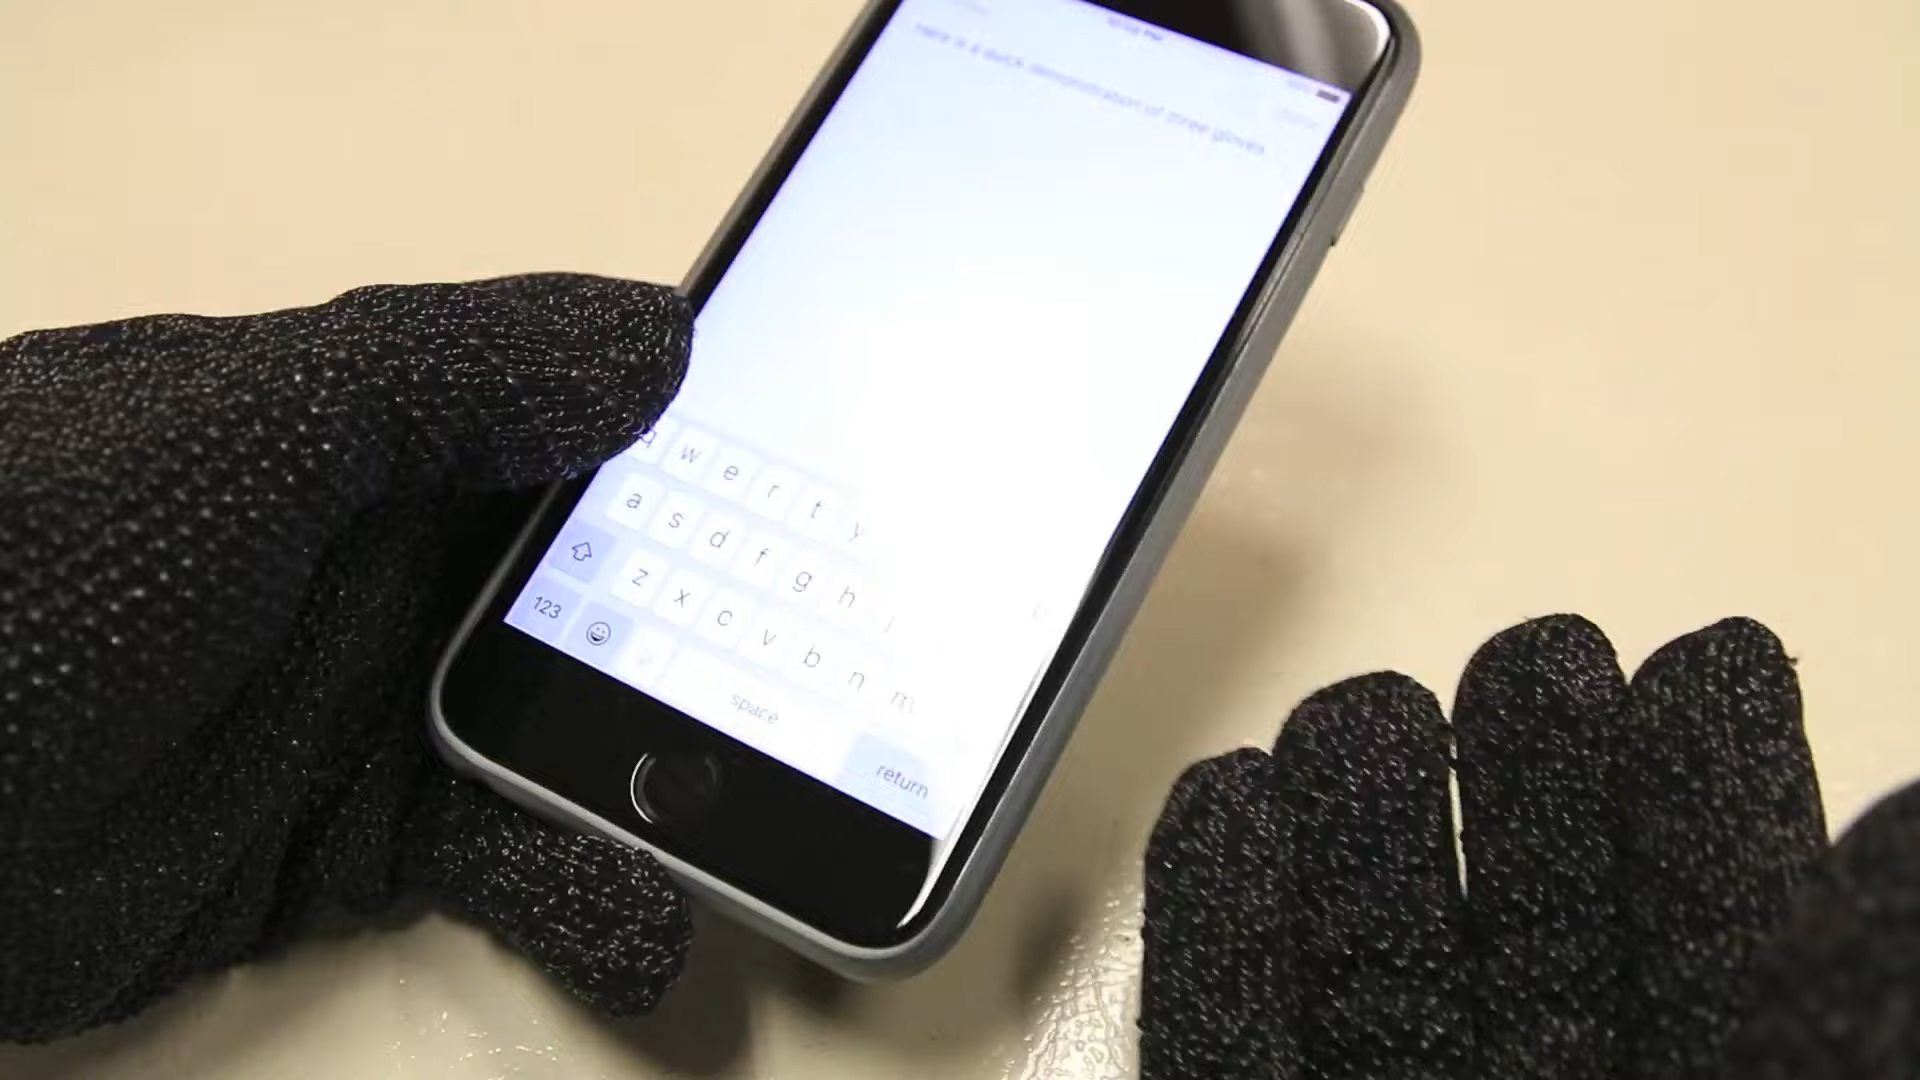 Here is a quick demonstration of three gloves
q w e r t y
a s d f g h j
z x c v b n m
123 space return